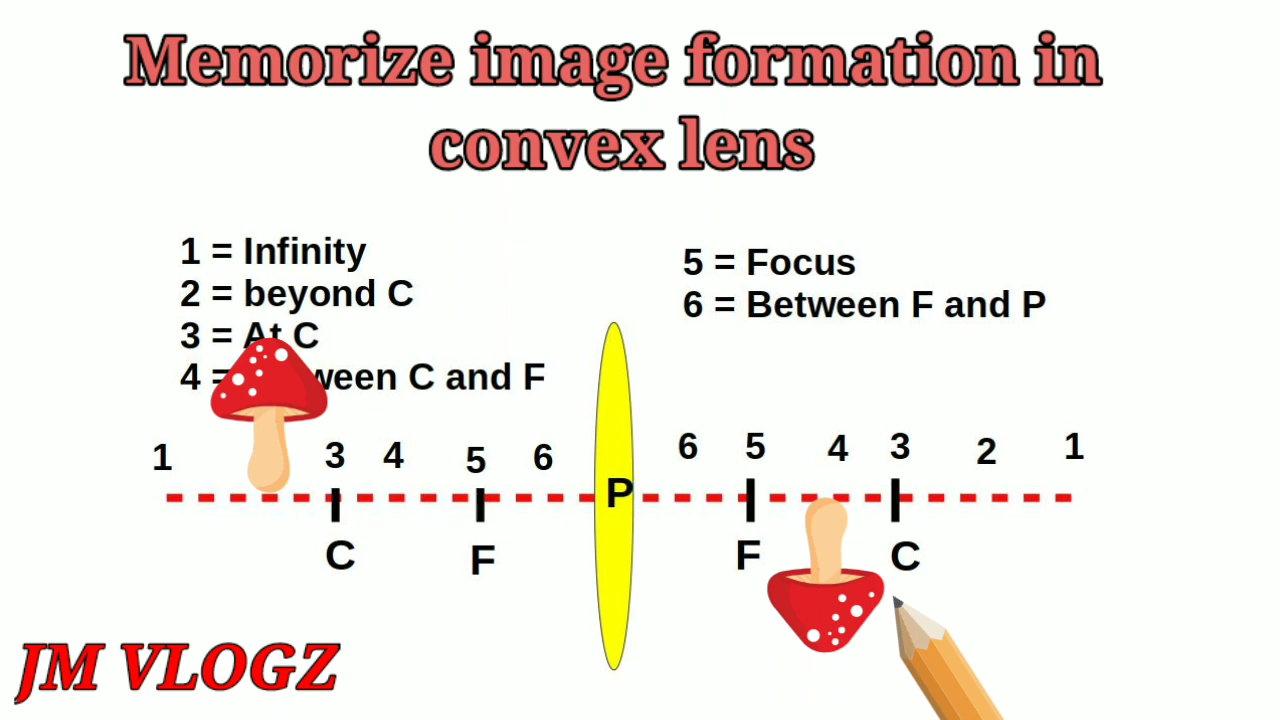 Memorize image formation in
convex lens
1 = Infinity
2 = beyond C
3 = At C
4 = ween C and F
5 = Focus
6 = Between F and P
1 3 4 5 6 6 5 4 3 2 1
P
C F F C
JM VLOGZ